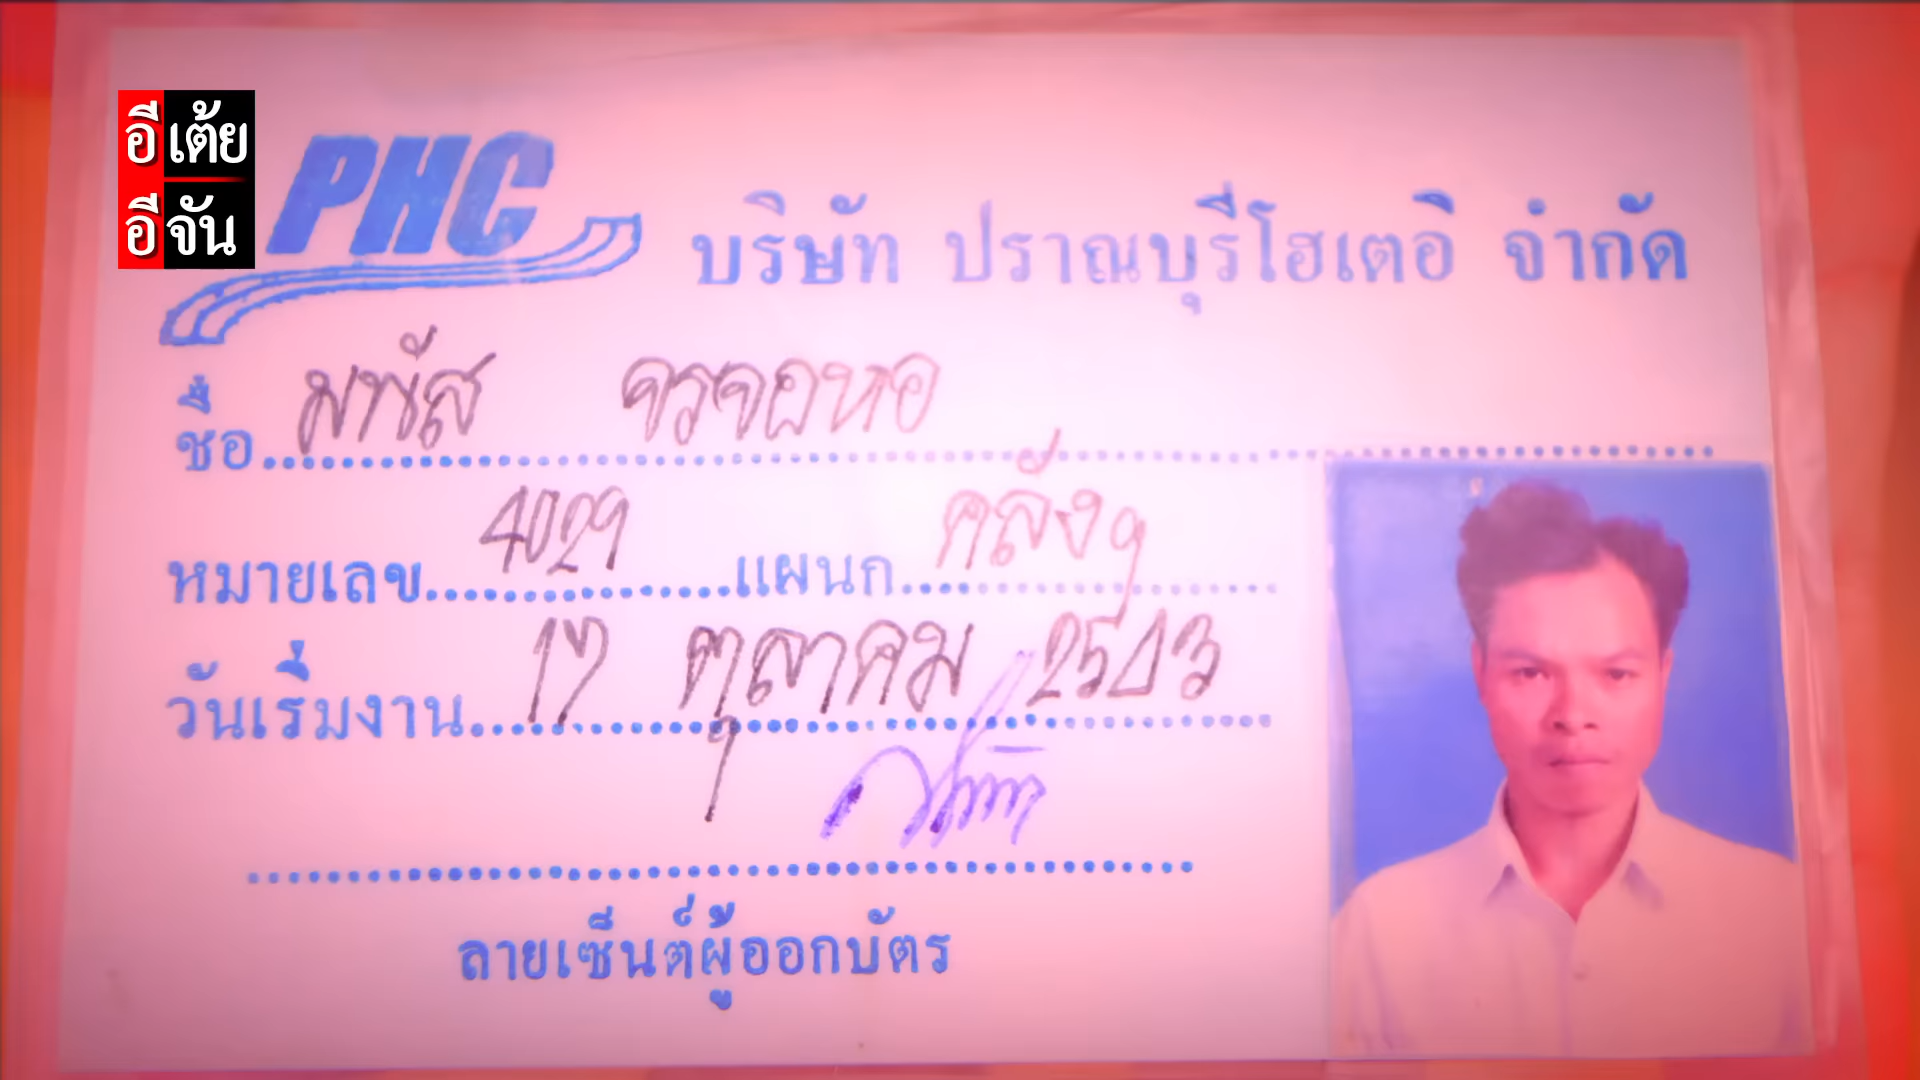 อีเต้ย
อีจัน
PHC
บริษัท ปราณบุรีโฮเตอิ จำกัด
ชื่อ มนัส จรจอหอ
หมายเลข 4029 แผนก คลังฯ
วันเริ่มงาน 17 ตุลาคม 25
ลายเซ็นต์ผู้ออกบัตร